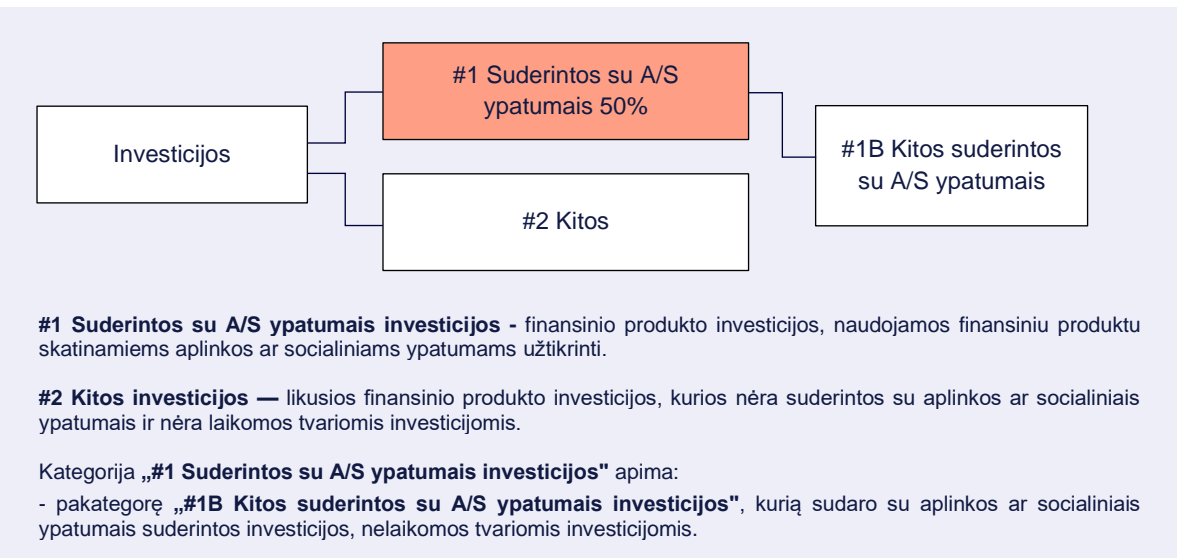 #1 Suderintos su A/S
ypatumais 50%
Investicijos
#1B Kitos suderintos
su A/S ypatumais
#2 Kitos
#1 Suderintos su A/S ypatumais investicijos - finansinio produkto investicijos, naudojamos finansiniu produktu
skatinamiems aplinkos ar socialiniams ypatumams užtikrinti.
#2 Kitos investicijos — likusios finansinio produkto investicijos, kurios nėra suderintos su aplinkos ar socialiniais
ypatumais ir nėra laikomos tvariomis investicijomis.
Kategorija „#1 Suderintos su A/S ypatumais investicijos" apima:
- pakategorę „#1B Kitos suderintos su A/S ypatumais investicijos", kurią sudaro su aplinkos ar socialiniais
ypatumais suderintos investicijos, nelaikomos tvariomis investicijomis.